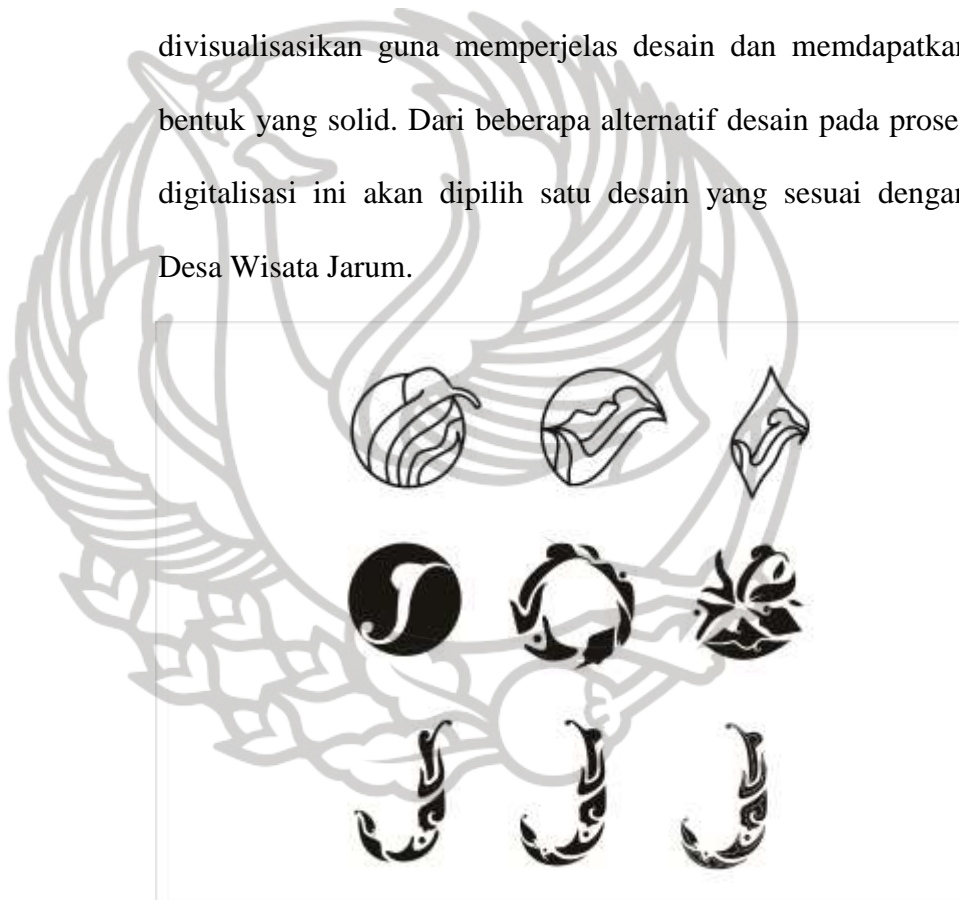 divisualisasikan guna memperjelas desain dan memdapatkan
bentuk yang solid. Dari beberapa alternatif desain pada prose
digitalisasi ini akan dipilih satu desain yang sesuai dengan
Desa Wisata Jarum.